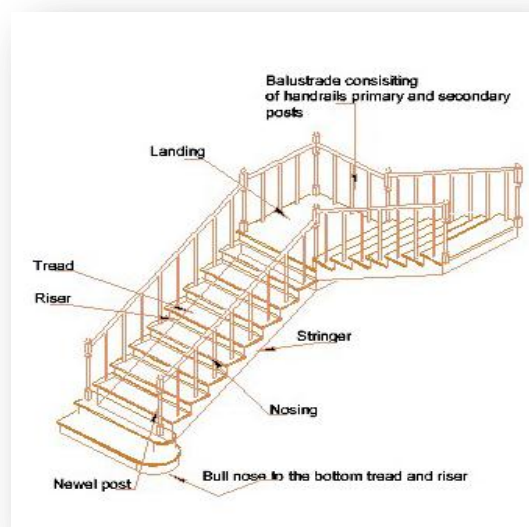 Balustrade consisiting
of handrails primary and secondary
posts
Landing
Tread
Riser
Stringer
Nosing
Bull nose to the bottom tread and riser
Newel post